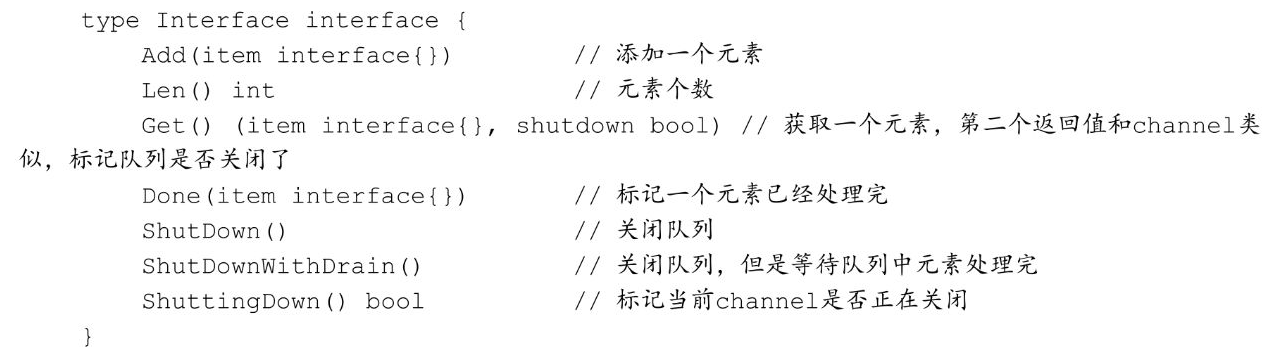 type Interface interface {
Add(item interface{}) // 添加一个元素
Len() int // 元素个数
Get() (item interface{}, shutdown bool) // 获取一个元素，第二个返回值和channel类
似，标记队列是否关闭了
Done(item interface{}) // 标记一个元素已经处理完
ShutDown() // 关闭队列
ShutDownWithDrain() // 关闭队列，但是等待队列中元素处理完
ShuttingDown() bool // 标记当前channel是否正在关闭
}